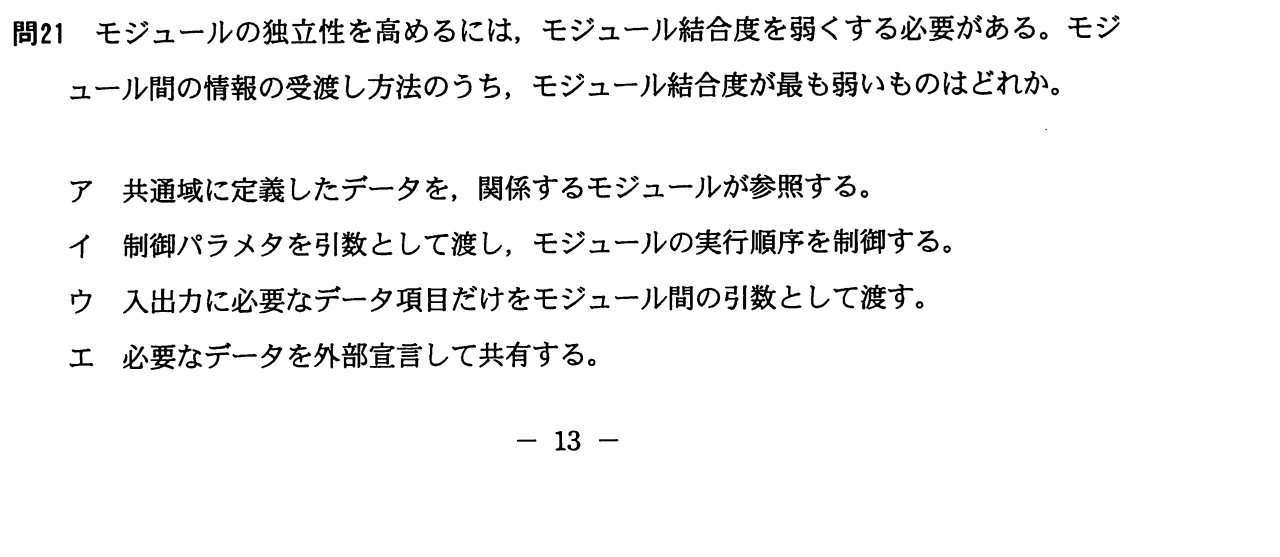 問21 モジュールの独立性を高めるには，モジュール結合度を弱くする必要がある。モジ
ュール間の情報の受渡し方法のうち，モジュール結合度が最も弱いものはどれか。
ア 共通域に定義したデータを，関係するモジュールが参照する。
イ 制御パラメタを引数として渡し，モジュールの実行順序を制御する。
ウ 入出力に必要なデータ項目だけをモジュール間の引数として渡す。
エ 必要なデータを外部宣言して共有する。
－ 13 －